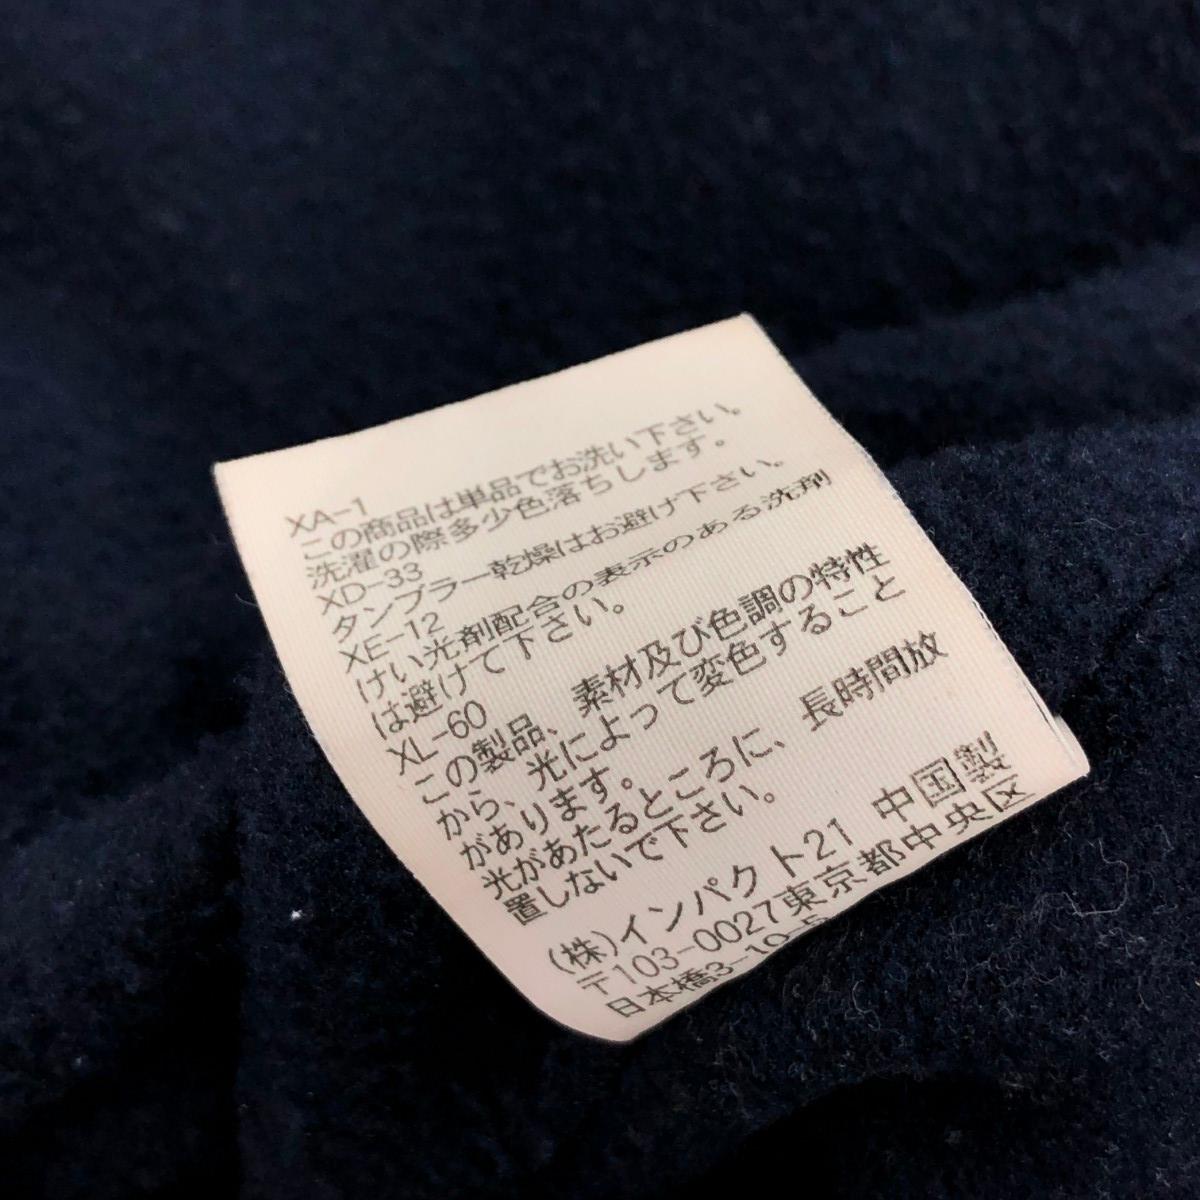 XA-1
この商品は単品でお洗い下さい。
洗濯の際多少色落ちします.
XD-33
タンブラー乾燥はお避け下さい。
XE-12
けい光剤配合の表示のある洗剤
は避けて下さい。
XL-60
この製品、素材及び色調の特性
から、光によって変色すること
があります。
光があたるところに、長時間放
置しないで下さい。
(株)インパクト21 中国製
〒103-0027東京都中央区
日本橋3-10-5